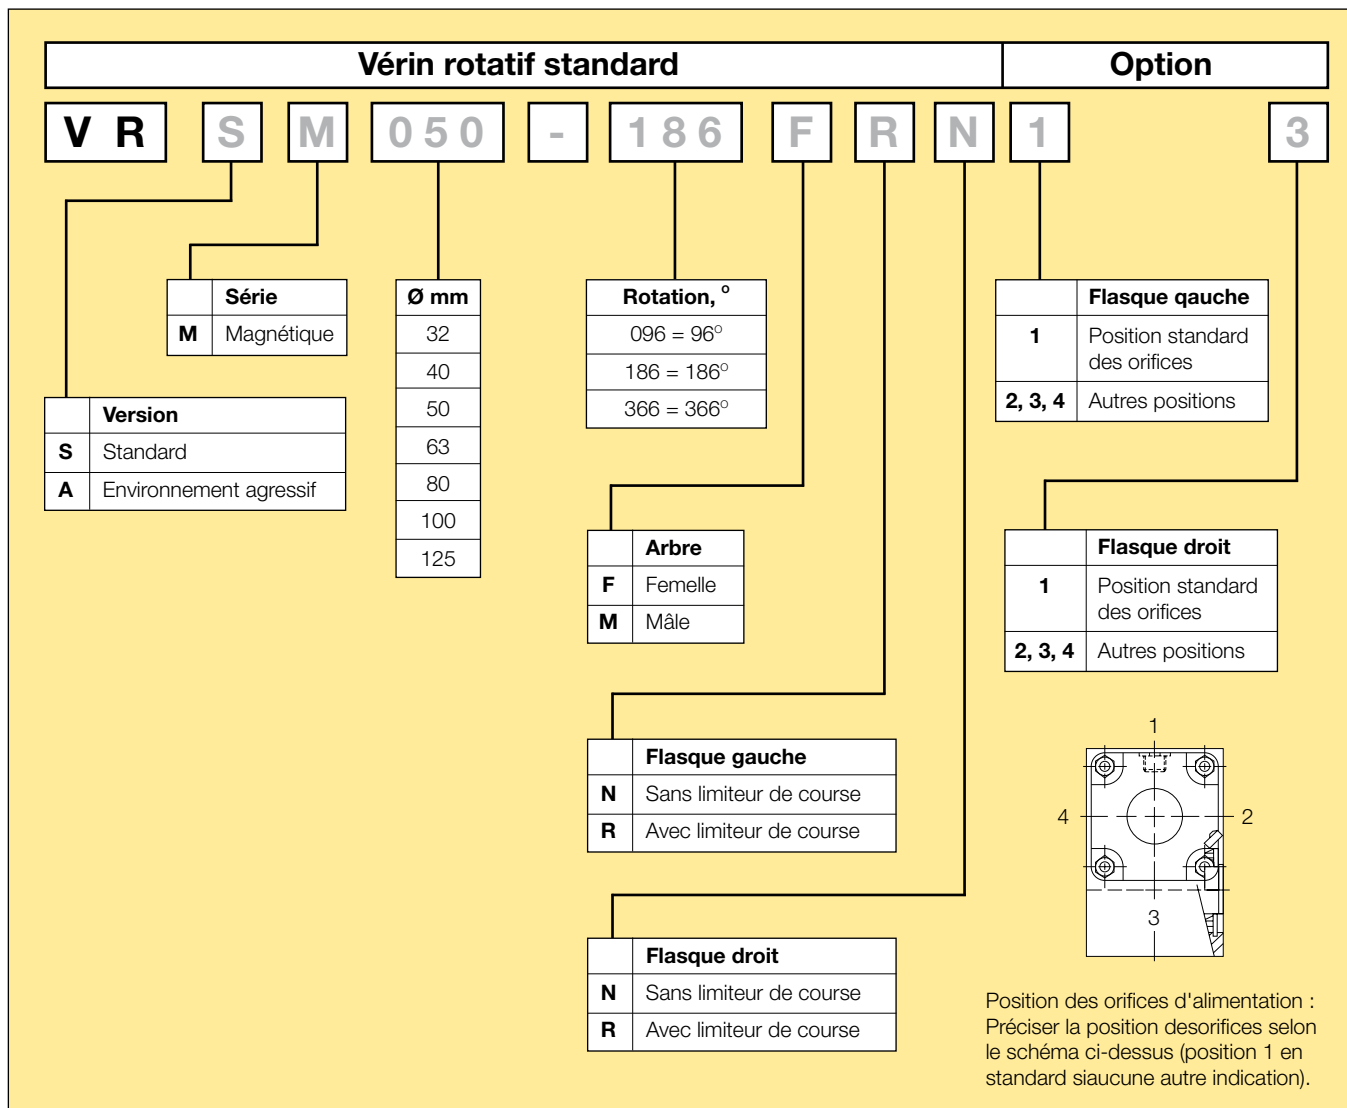 Vérin rotatif standard Option
V R S M 0 5 0 - 1 8 6 F R N 1 3
Série
M Magnétique
Version
S Standard
A Environnement agressif
Ø mm
32
40
50
63
80
100
125
Rotation, °
096 = 96°
186 = 186°
366 = 366°
Arbre
F Femelle
M Mâle
Flasque gauche
N Sans limiteur de course
R Avec limiteur de course
Flasque droit
N Sans limiteur de course
R Avec limiteur de course
Flasque qauche
1 Position standard
des orifices
2, 3, 4 Autres positions
Flasque droit
1 Position standard
des orifices
2, 3, 4 Autres positions
1
4 2
3
Position des orifices d'alimentation :
Préciser la position desorifices selon
le schéma ci-dessus (position 1 en
standard siaucune autre indication).